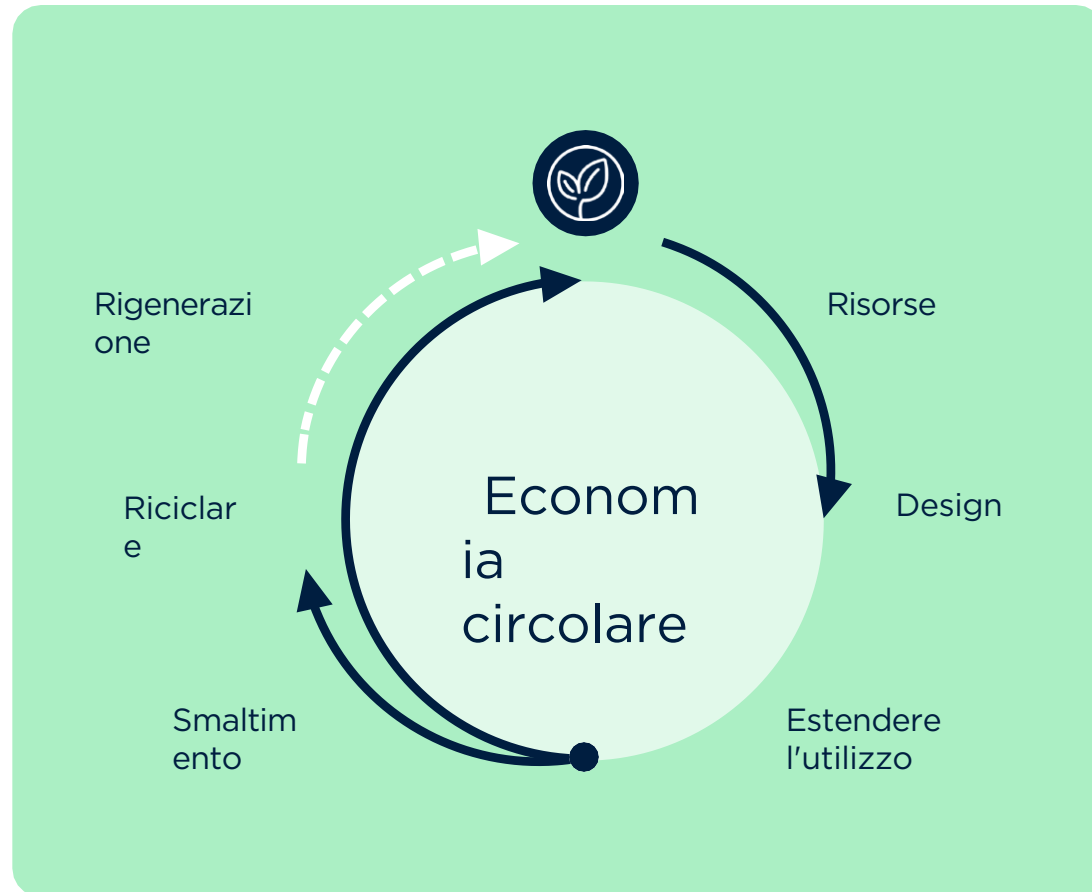 Rigenerazi
one
Risorse
Riciclar
e
Design
Econom
ia
circolare
Smaltim
ento
Estendere
l'utilizzo